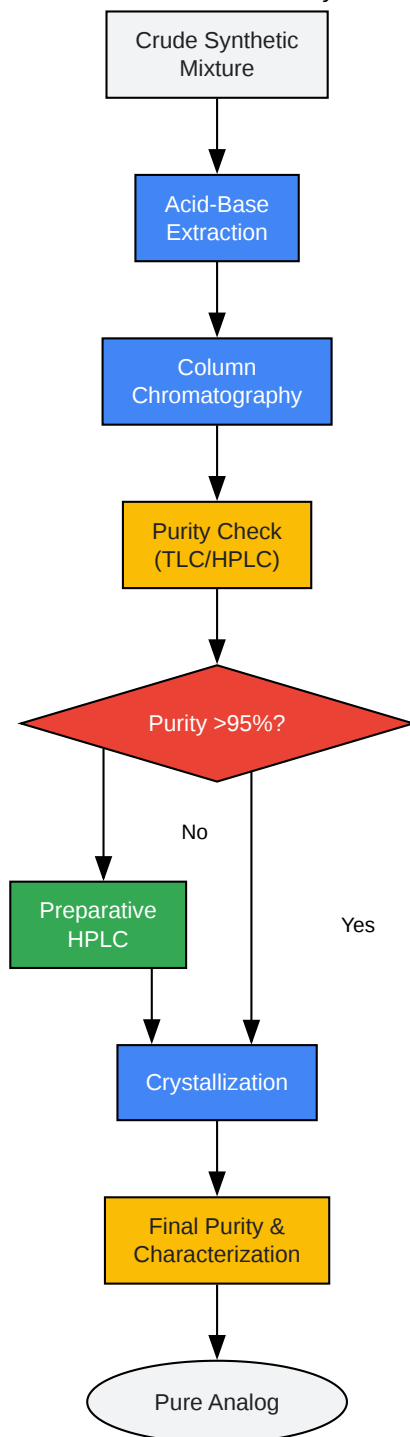 Crude Synthetic
Mixture
Acid-Base
Extraction
Column
Chromatography
Purity Check
(TLC/HPLC)
Purity >95%?
No
Preparative
HPLC
Yes
Crystallization
Final Purity &
Characterization
Pure Analog